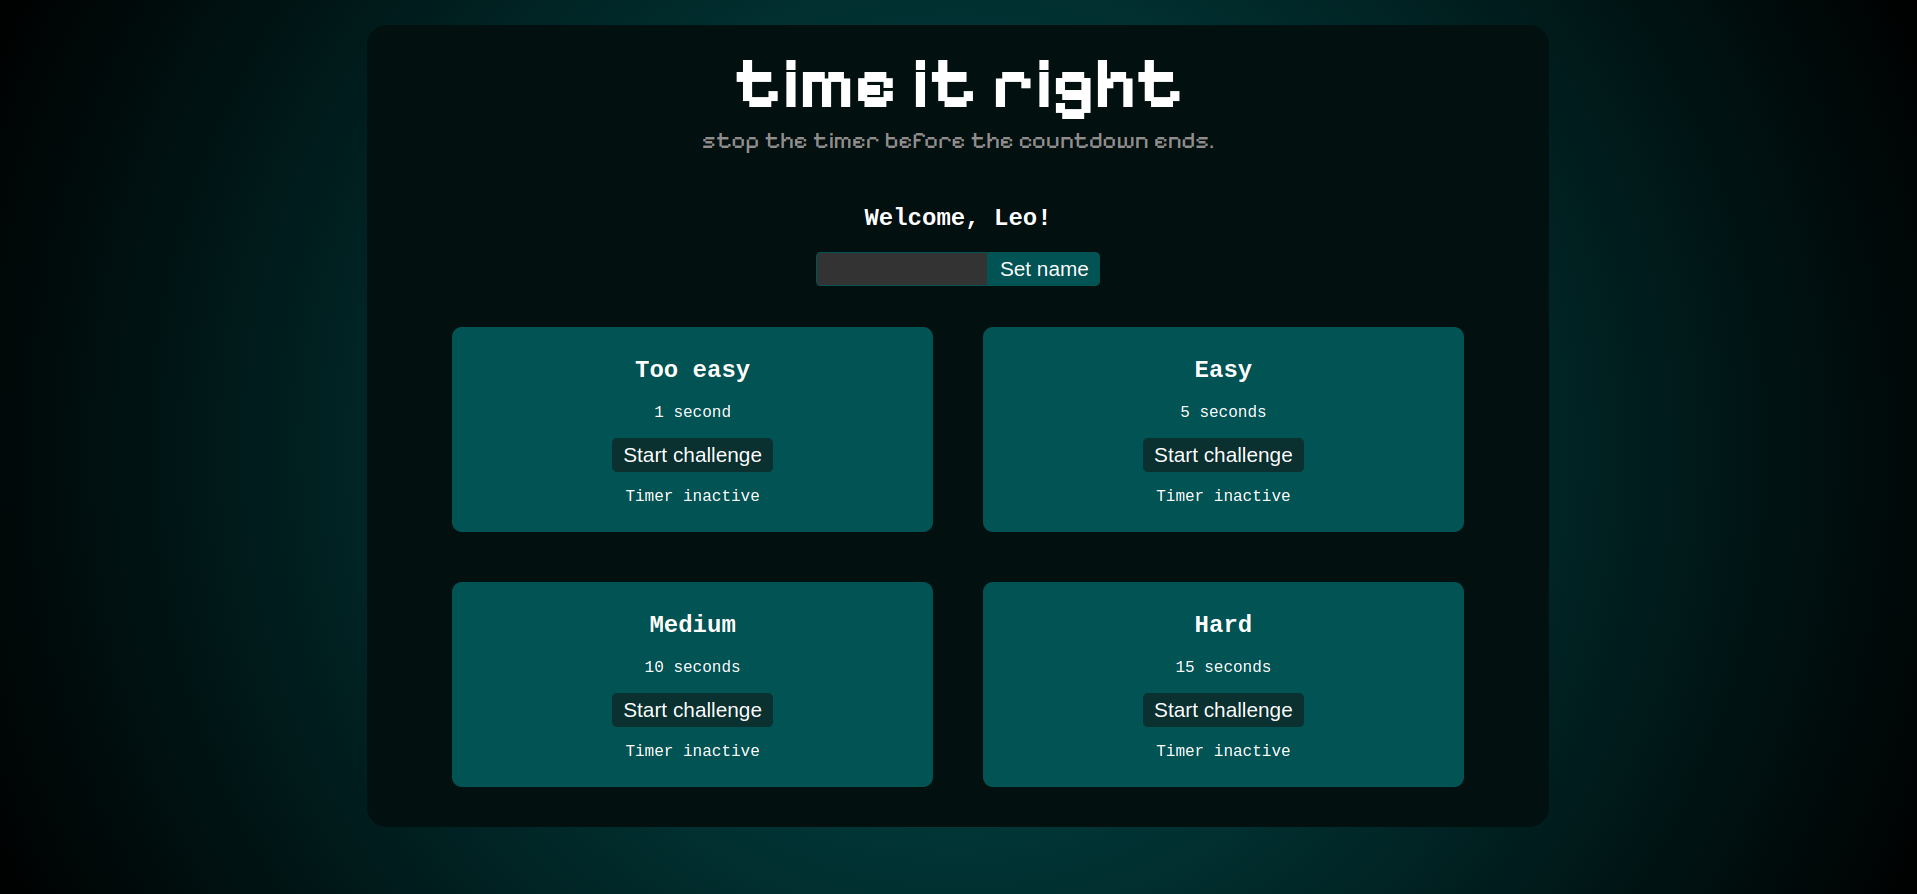 time it right
stop the timer before the countdown ends.
Welcome, Leo!
Set name
Too easy
1 second
Start challenge
Timer inactive
Easy
5 seconds
Start challenge
Timer inactive
Medium
10 seconds
Start challenge
Timer inactive
Hard
15 seconds
Start challenge
Timer inactive